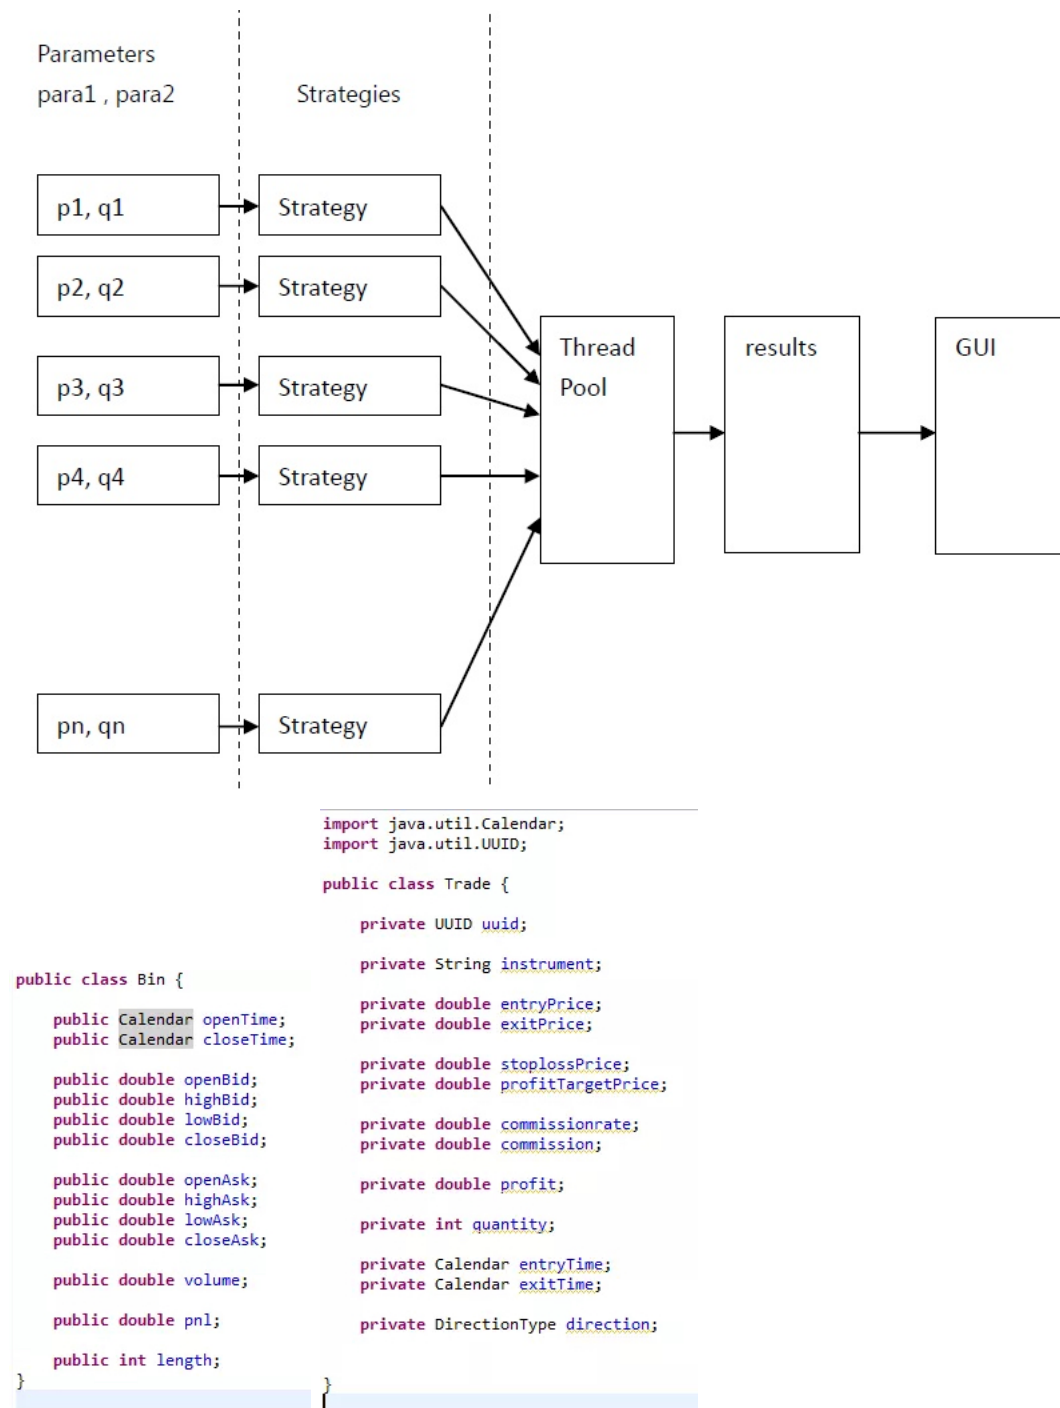 Parameters
para1 , para2
Strategies
p1, q1
Strategy
p2, q2
Strategy
p3, q3
Strategy
p4, q4
Strategy
pn, qn
Strategy
Thread
Pool
results
GUI
public class Bin {
public Calendar openTime;
public Calendar closeTime;
public double openBid;
public double highBid;
public double lowBid;
public double closeBid;
public double openAsk;
public double highAsk;
public double lowAsk;
public double closeAsk;
public double volume;
public double pnl;
public int length;
}
import java.util.Calendar;
import java.util.UUID;
public class Trade {
private UUID uuid;
private String instrument;
private double entryPrice;
private double exitPrice;
private double stoplossPrice;
private double profitTargetPrice;
private double commissionrate;
private double commission;
private double profit;
private int quantity;
private Calendar entryTime;
private Calendar exitTime;
private DirectionType direction;
}